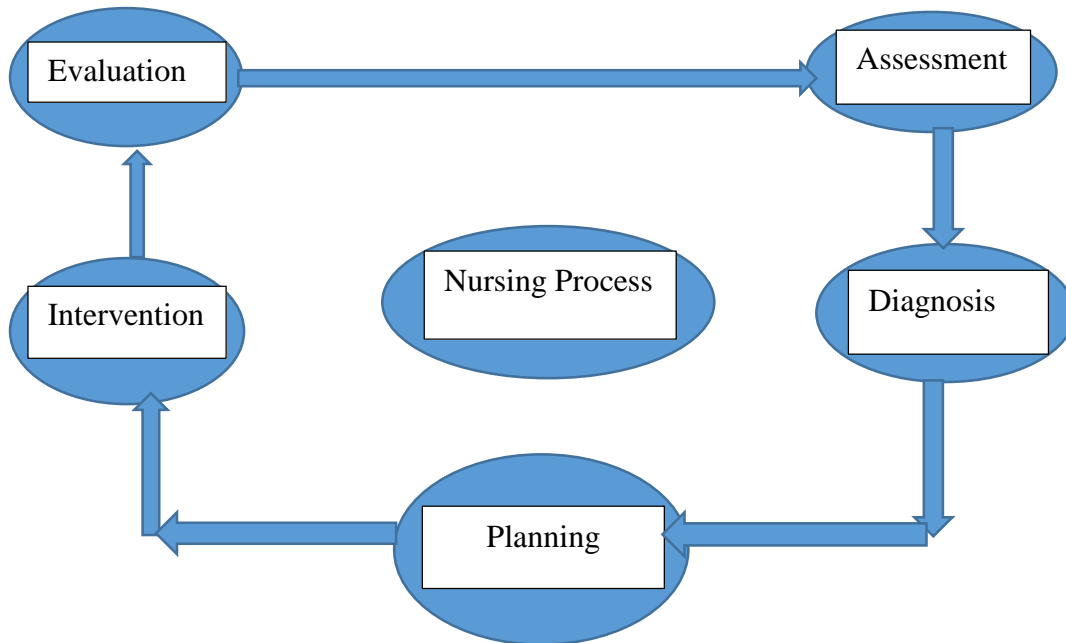 Evaluation
Assessment
Nursing Process
Intervention
Diagnosis
Planning